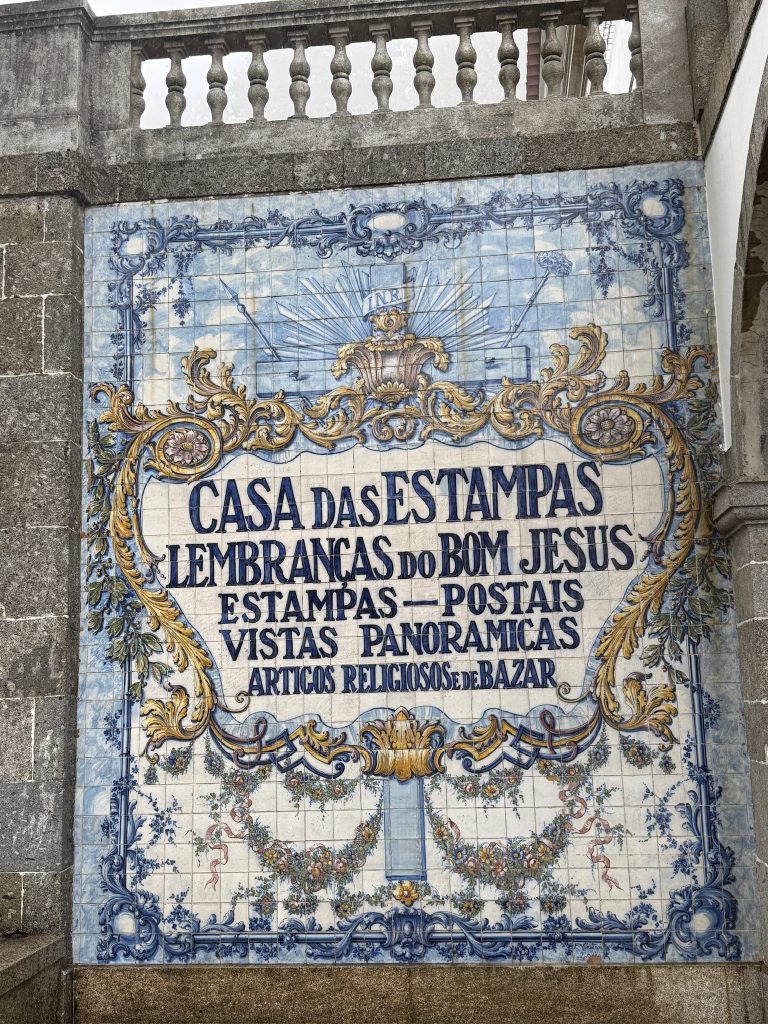 INRI
CASA DAS ESTAMPAS
LEMBRANÇAS DO BOM JESUS
ESTAMPAS — POSTAIS
VISTAS PANORAMICAS
ARTIGOS RELIGIOSOS E DE BAZAR